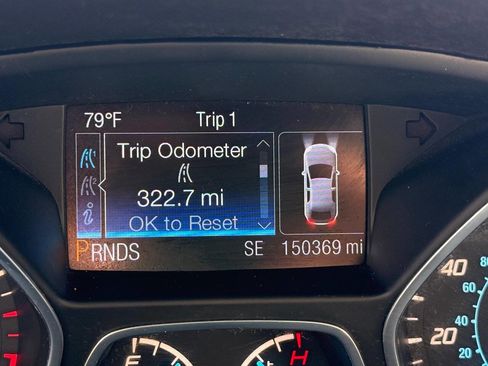 79°F Trip 1
Trip Odometer
322.7 mi
OK to Reset
PRNDS SE 150369 mi
40
20
80
60
40
20
E
H